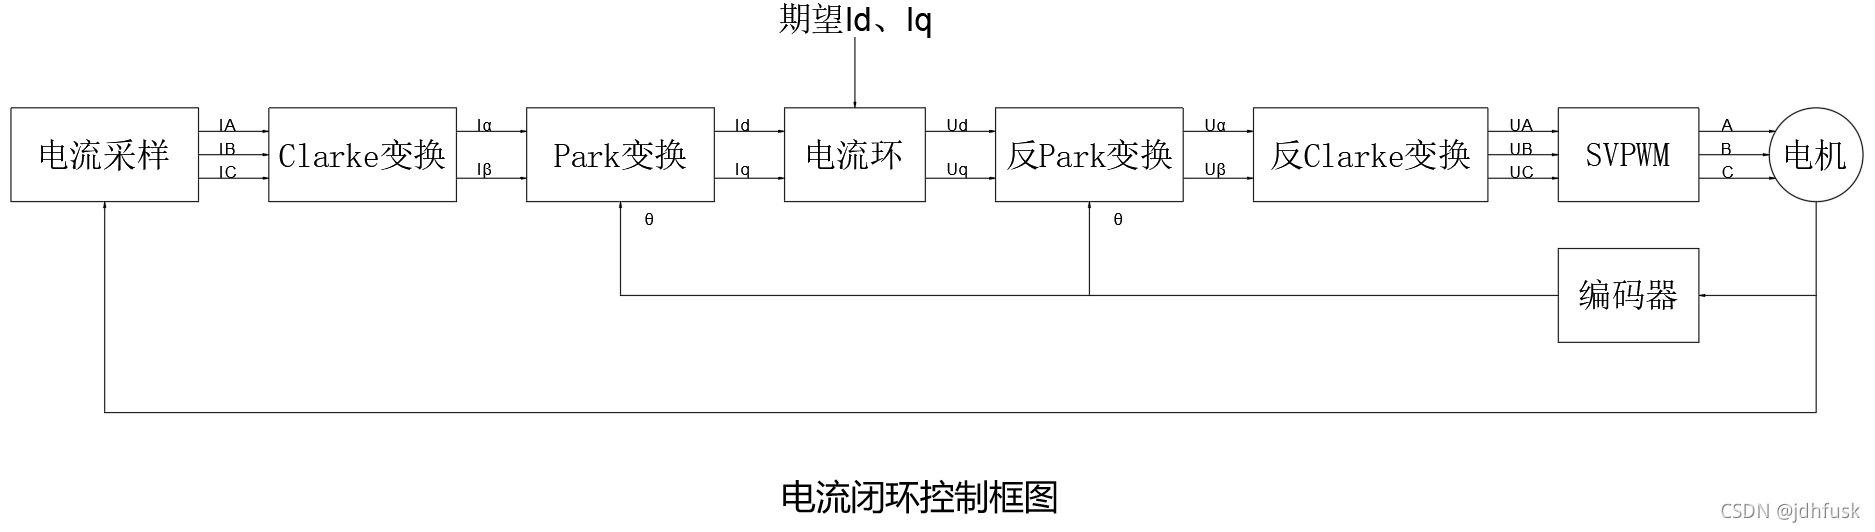 期望Id、Iq
电流采样
IA
IB
IC
Clarke变换
Iα
Iβ
Park变换
Id
Iq
电流环
Ud
Uq
反Park变换
Uα
Uβ
反Clarke变换
UA
UB
UC
SVPWM
A
B
C
电机
θ
θ
编码器
电流闭环控制框图
CSDN @jdhfusk